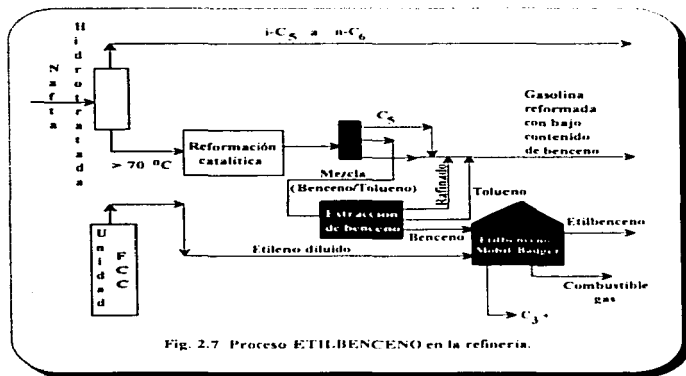 Nafta
Hidrotratada
i-C5 a n-C6
> 70 ºC
Reformación
catalítica
C5
Mezcla
(Benceno/Tolueno)
Rafinado
Tolueno
Gasolina
reformada
con bajo
contenido
de benceno
Extracción
de benceno
Benceno
Etilbenceno
Mobil-Badger
Etilbenceno
Combustible
gas
C3+
Unidad
FCC
Etileno diluido
Fig. 2.7 Proceso ETILBENCENO en la refinería.